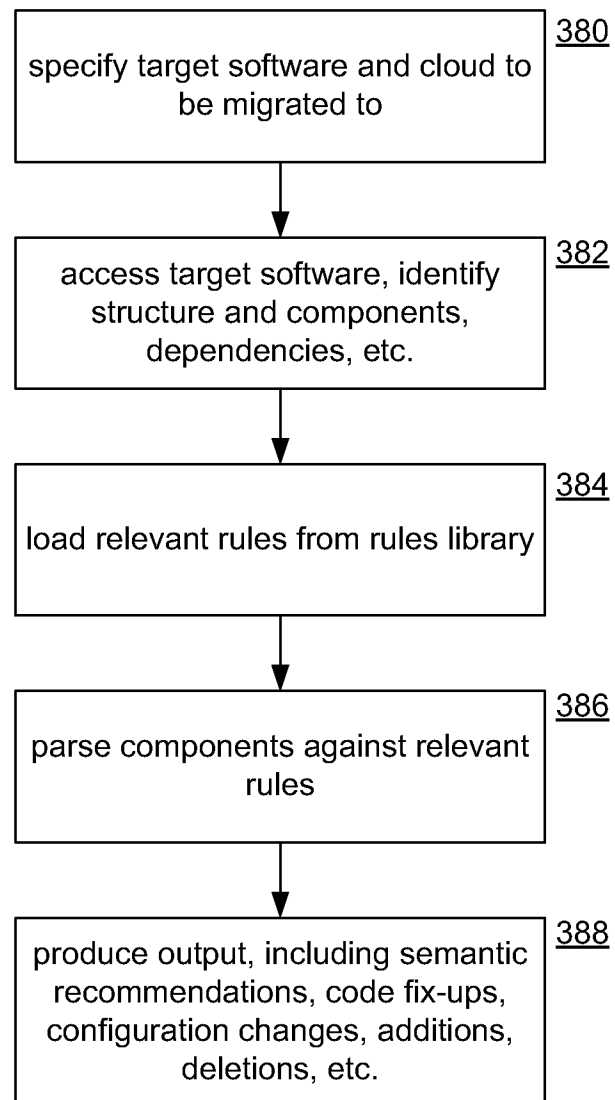 380
specify target software and cloud to
be migrated to
382
access target software, identify
structure and components,
dependencies, etc.
384
load relevant rules from rules library
386
parse components against relevant
rules
388
produce output, including semantic
recommendations, code fix-ups,
configuration changes, additions,
deletions, etc.